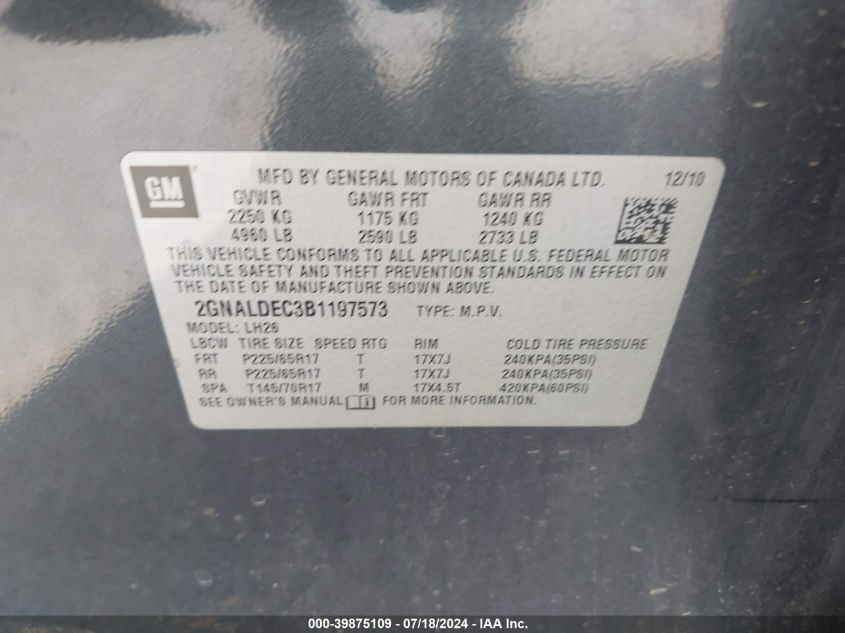 GM
MFD BY GENERAL MOTORS OF CANADA LTD. 12/10
GVWR GAWR FRT GAWR RR
2250 KG 1175 KG 1240 KG
4960 LB 2590 LB 2733 LB
THIS VEHICLE CONFORMS TO ALL APPLICABLE U.S. FEDERAL MOTOR
VEHICLE SAFETY AND THEFT PREVENTION STANDARDS IN EFFECT ON
THE DATE OF MANUFACTURE SHOWN ABOVE.
2GNALDEC3B1197573 TYPE: M.P.V.
MODEL: LH26
LBCW TIRE SIZE SPEED RTG RIM COLD TIRE PRESSURE
FRT P225/65R17 T 17X7J 240KPA(35PSI)
RR P225/65R17 T 17X7J 240KPA(35PSI)
SPA T145/70R17 M 17X4.5T 420KPA(60PSI)
SEE OWNER'S MANUAL FOR MORE INFORMATION.
000-39875109 - 07/18/2024 - IAA Inc.